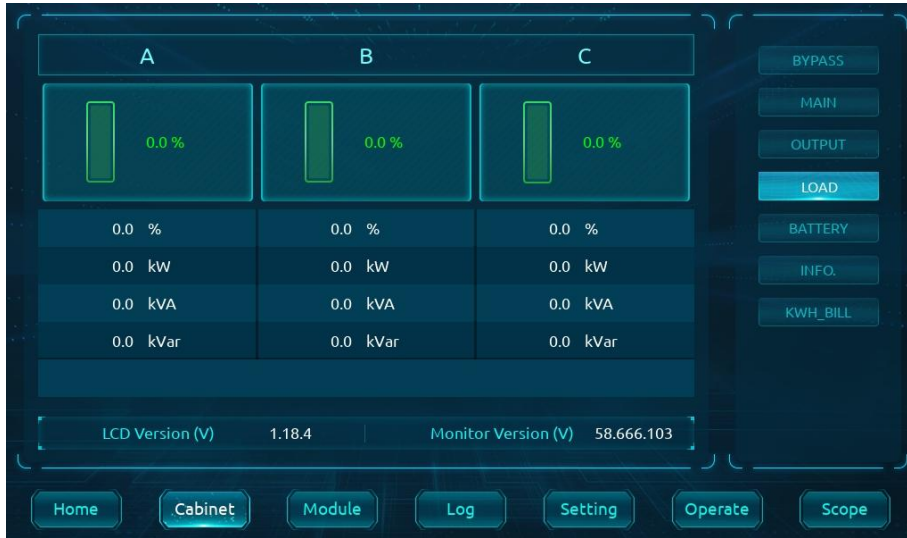 A B C
BYPASS
MAIN
0.0 % 0.0 % 0.0 %
OUTPUT
LOAD
0.0 % 0.0 % 0.0 %
BATTERY
0.0 kW 0.0 kW 0.0 kW
INFO.
0.0 kVA 0.0 kVA 0.0 kVA
KWH_BILL
0.0 kVar 0.0 kVar 0.0 kVar
LCD Version (V) 1.18.4 Monitor Version (V) 58.666.103
Home Cabinet Module Log Setting Operate Scope